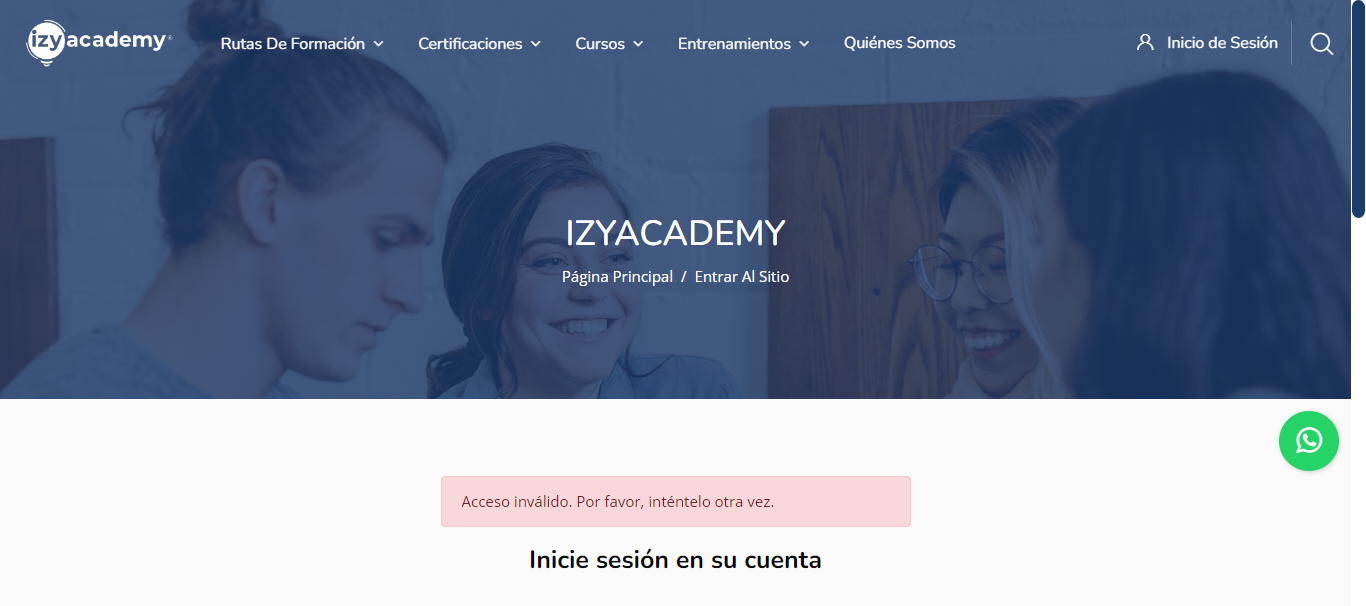 izyacademy®
Rutas De Formación
Certificaciones
Cursos
Entrenamientos
Quiénes Somos
Inicio de Sesión
IZYACADEMY
Página Principal / Entrar Al Sitio
Acceso inválido. Por favor, inténtelo otra vez.
Inicie sesión en su cuenta